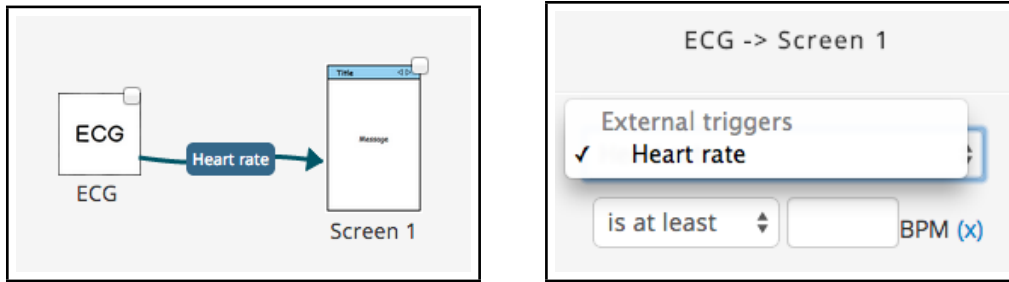 Title
ECG
Message
Heart rate
ECG
Screen 1
ECG -> Screen 1
External triggers
✓ Heart rate
is at least
BPM (x)